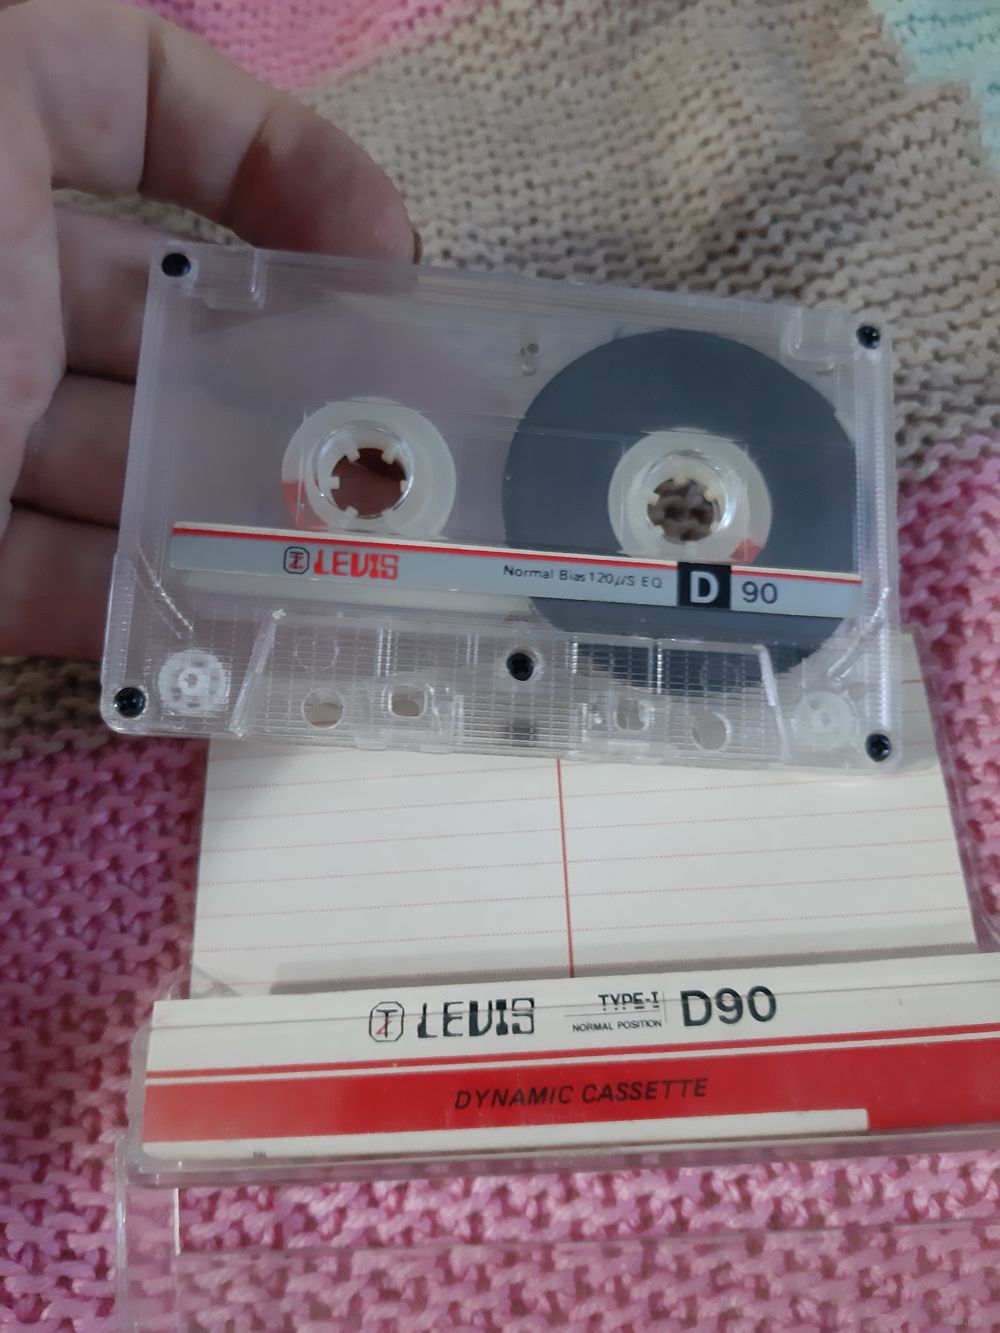 LEVIS Normal Bias 120μS EQ D 90
LEVIS TYPE-I NORMAL POSITION D90
DYNAMIC CASSETTE